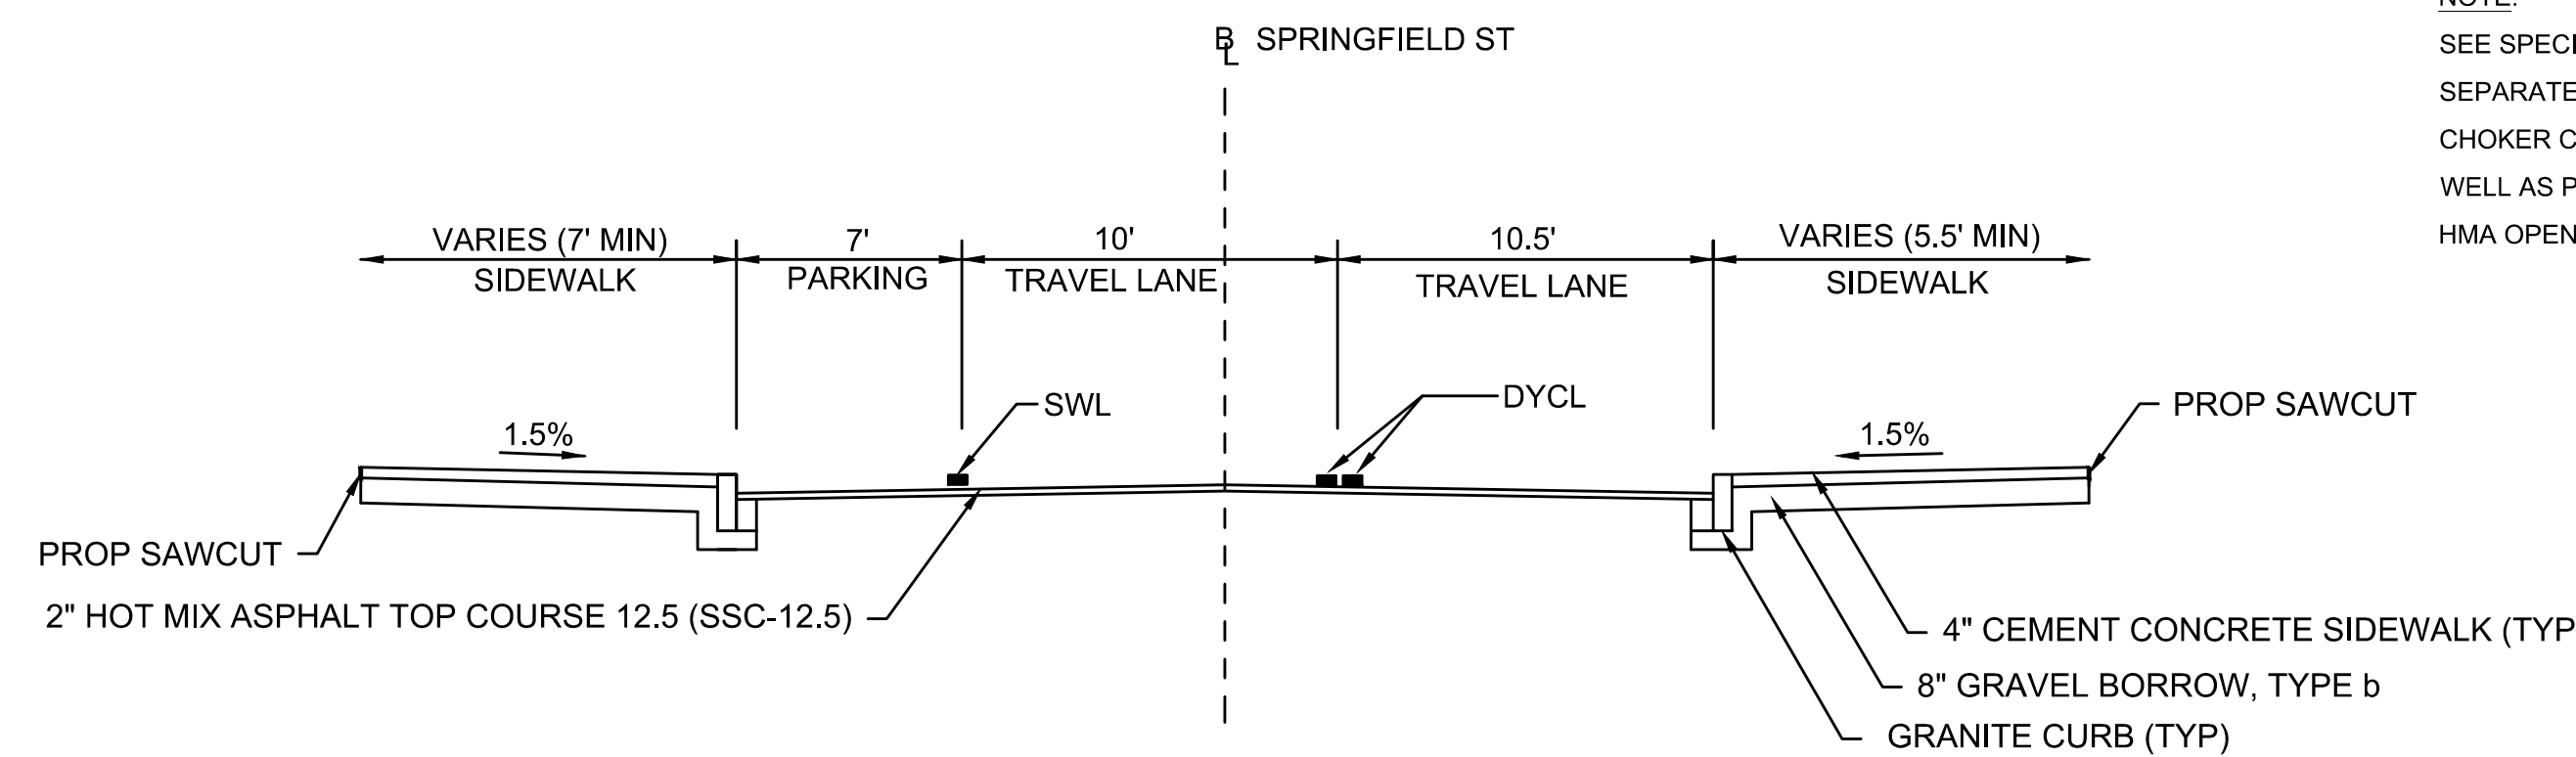 NOTE:
SEE
SEPARATE
CHOKER
WELL AS
HMA
BL SPRINGFIELD ST
VARIES (7' MIN)
SIDEWALK
7'
PARKING
10'
TRAVEL LANE
10.5'
TRAVEL LANE
VARIES (5.5' MIN)
SIDEWALK
SWL
DYCL
PROP SAWCUT
1.5%
1.5%
PROP SAWCUT
2" HOT MIX ASPHALT TOP COURSE 12.5 (SSC-12.5)
4" CEMENT CONCRETE SIDEWALK (TYP
8" GRAVEL BORROW, TYPE b
GRANITE CURB (TYP)